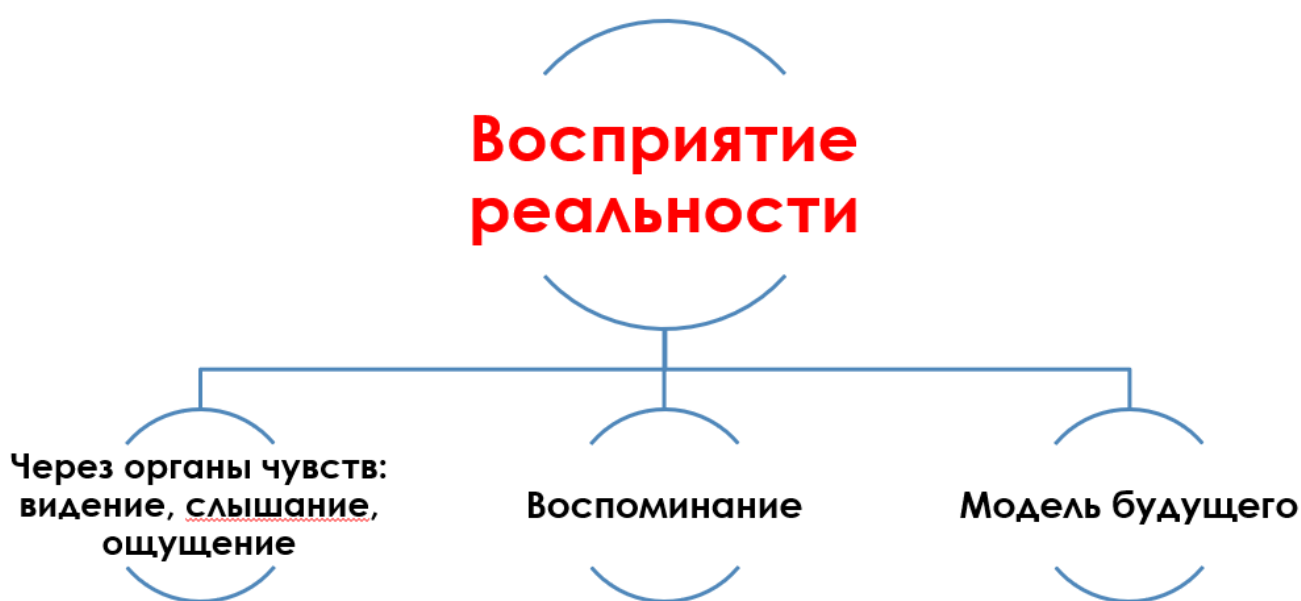 Восприятие
реальности
Через органы чувств:
видение, слышание,
ощущение
Воспоминание
Модель будущего